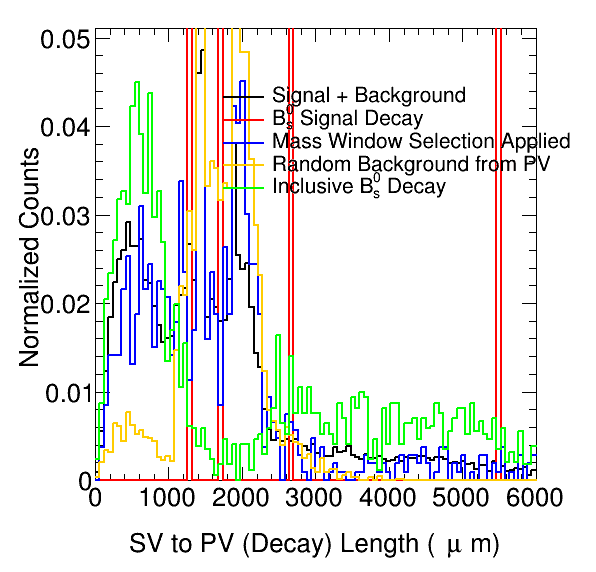 0.05
0.04
0.03
0.02
0.01
0
Normalized Counts
Signal + Background
B⁰ₛ Signal Decay
Mass Window Selection Applied
Random Background from PV
Inclusive B⁰ₛ Decay
0 1000 2000 3000 4000 5000 6000
SV to PV (Decay) Length ( μ m)